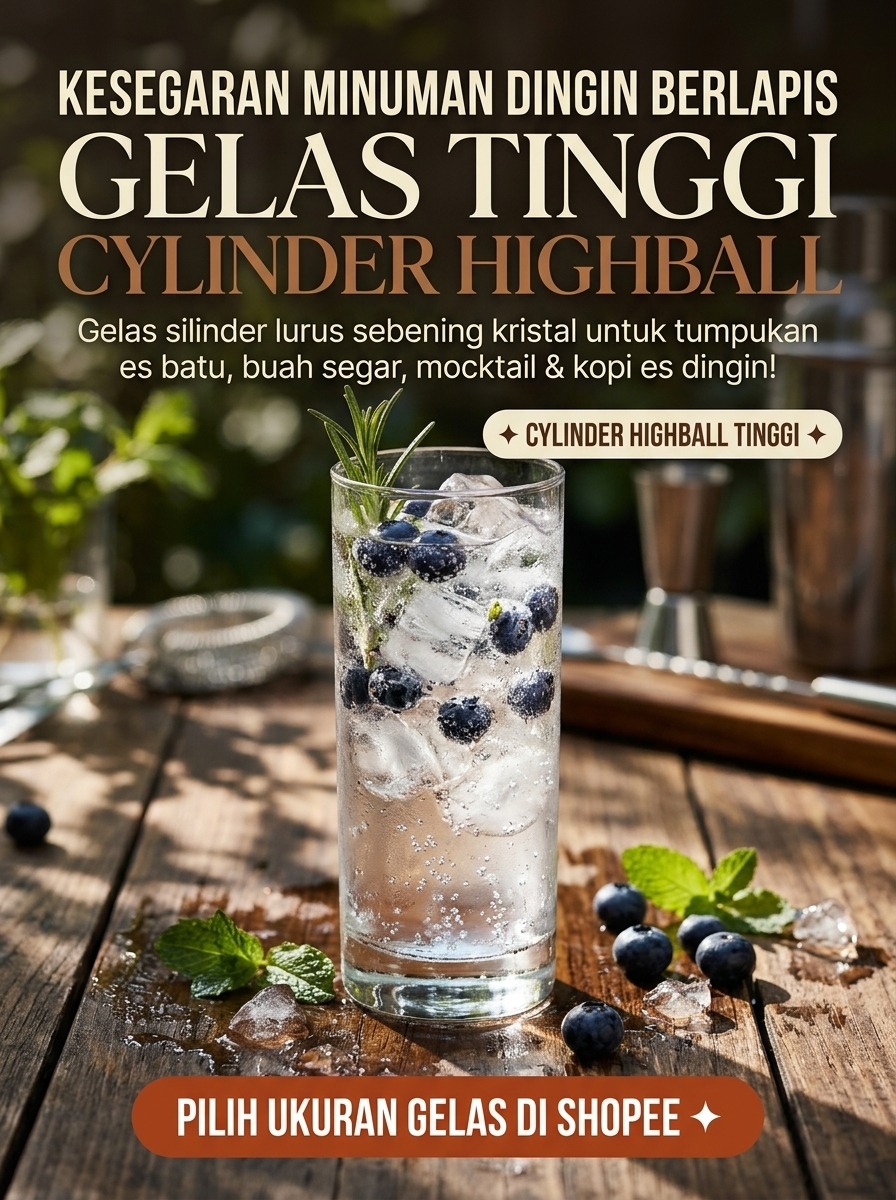 KESEGARAN MINUMAN DINGIN BERLAPIS
GELAS TINGGI
CYLINDER HIGHBALL
Gelas silinder lurus sebening kristal untuk tumpukan
es batu, buah segar, mocktail & kopi es dingin!
✦ CYLINDER HIGHBALL TINGGI ✦
PILIH UKURAN GELAS DI SHOPEE ✦